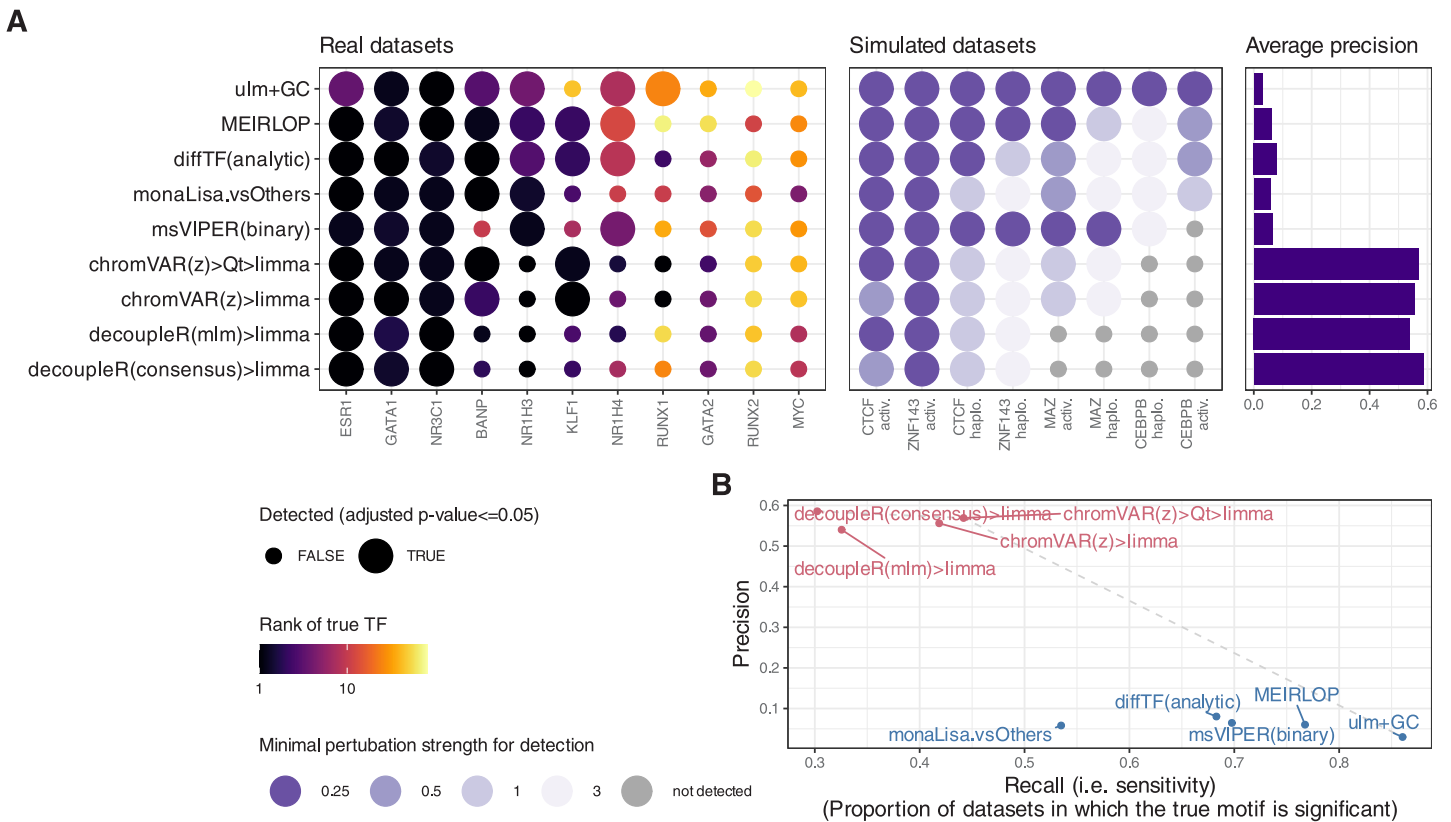 A
Real datasets
Simulated datasets
Average precision
ulm+GC
MEIRLOP
diffTF(analytic)
monaLisa.vsOthers
msVIPER(binary)
chromVAR(z)>Qt>limma
chromVAR(z)>limma
decoupleR(mlm)>limma
decoupleR(consensus)>limma
ESR1
GATA1
NR3C1
BANP
NR1H3
KLF1
NR1H4
RUNX1
GATA2
RUNX2
MYC
CTCF
activ.
ZNF143
activ.
CTCF
haplo.
ZNF143
haplo.
MAZ
activ.
MAZ
haplo.
CEBPB
haplo.
CEBPB
activ.
0.0 0.2 0.4 0.6
Detected (adjusted p-value<=0.05)
FALSE TRUE
Rank of true TF
1 10
Minimal pertubation strength for detection
0.25 0.5 1 3 not detected
B
Precision
0.6
0.5
0.4
0.3
0.2
0.1
decoupleR(consensus)>limma
chromVAR(z)>Qt>limma
chromVAR(z)>limma
decoupleR(mlm)>limma
MEIRLOP
diffTF(analytic)
ulm+GC
monaLisa.vsOthers
msVIPER(binary)
0.3 0.4 0.5 0.6 0.7 0.8
Recall (i.e. sensitivity)
(Proportion of datasets in which the true motif is significant)